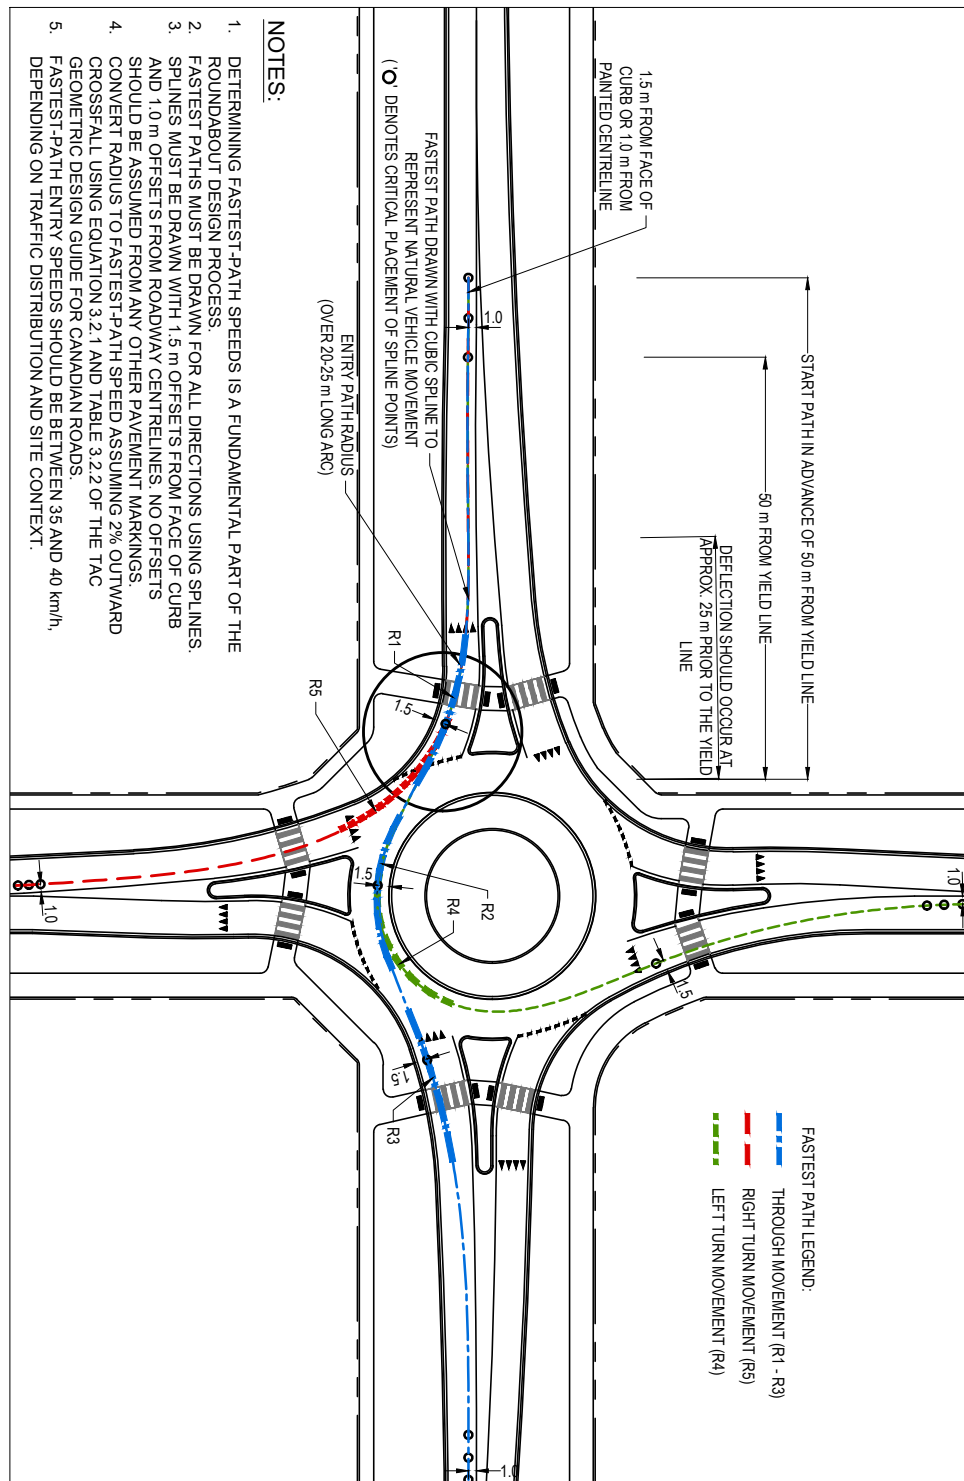 1.5 m FROM FACE OF
CURB OR 1.0 m FROM
PAINTED CENTRELINE
START PATH IN ADVANCE OF 50 m FROM YIELD LINE
50 m FROM YIELD LINE
DEFLECTION SHOULD OCCUR AT
APPROX. 25 m PRIOR TO THE YIELD
LINE
FASTEST PATH DRAWN WITH CUBIC SPLINE TO
REPRESENT NATURAL VEHICLE MOVEMENT
('O' DENOTES CRITICAL PLACEMENT OF SPLINE POINTS)
ENTRY PATH RADIUS
(OVER 20-25 m LONG ARC)
1.0
R1
1.5
R5
1.5
R2
R4
1.0
1.0
1.5
1.5
R3
1.0
FASTEST PATH LEGEND:
THROUGH MOVEMENT (R1 - R3)
RIGHT TURN MOVEMENT (R5)
LEFT TURN MOVEMENT (R4)
NOTES:
1. DETERMINING FASTEST-PATH SPEEDS IS A FUNDAMENTAL PART OF THE
ROUNDABOUT DESIGN PROCESS.
2. FASTEST PATHS MUST BE DRAWN FOR ALL DIRECTIONS USING SPLINES.
3. SPLINES MUST BE DRAWN WITH 1.5 m OFFSETS FROM FACE OF CURB
AND 1.0 m OFFSETS FROM ROADWAY CENTRELINES. NO OFFSETS
SHOULD BE ASSUMED FROM ANY OTHER PAVEMENT MARKINGS.
4. CONVERT RADIUS TO FASTEST-PATH SPEED ASSUMING 2% OUTWARD
CROSSFALL USING EQUATION 3.2.1 AND TABLE 3.2.2 OF THE TAC
GEOMETRIC DESIGN GUIDE FOR CANADIAN ROADS.
5. FASTEST-PATH ENTRY SPEEDS SHOULD BE BETWEEN 35 AND 40 km/h,
DEPENDING ON TRAFFIC DISTRIBUTION AND SITE CONTEXT.